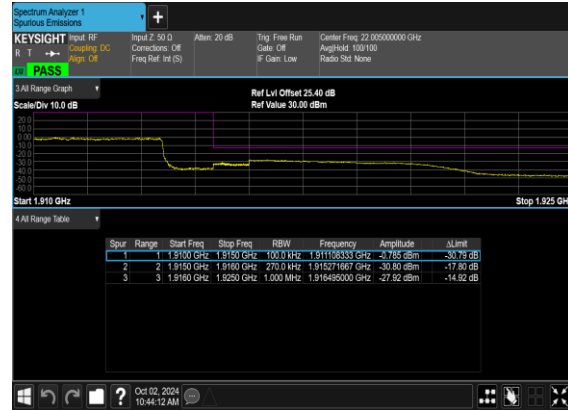 Spectrum Analyzer 1
Spurious Emissions
KEYSIGHT Input: RF Input Z: 50 Ω Atten: 20 dB Trig: Free Run Center Freq: 22.005000000 GHz
R T Coupling: DC Corrections: Off Gate: Off Avg|Hold: 100/100
Align: Off Freq Ref: Int (S) IF Gain: Low Radio Std: None
PASS
3 All Range Graph
Ref Lvl Offset 25.40 dB
Scale/Div 10.0 dB Ref Value 30.00 dBm
20.0
10.0
0.00
-10.0
-20.0
-30.0
-40.0
-50.0
-60.0
Start 1.910 GHz Stop 1.925 GH
4 All Range Table
Spur Range Start Freq Stop Freq RBW Frequency Amplitude ΔLimit
1 1 1.9100 GHz 1.9150 GHz 100.0 kHz 1.911108333 GHz -0.785 dBm -30.79 dB
2 2 1.9150 GHz 1.9160 GHz 270.0 kHz 1.915271667 GHz -30.80 dBm -17.80 dB
3 3 1.9160 GHz 1.9250 GHz 1.000 MHz 1.916495000 GHz -27.92 dBm -14.92 dB
Oct 02, 2024
10:44:12 AM